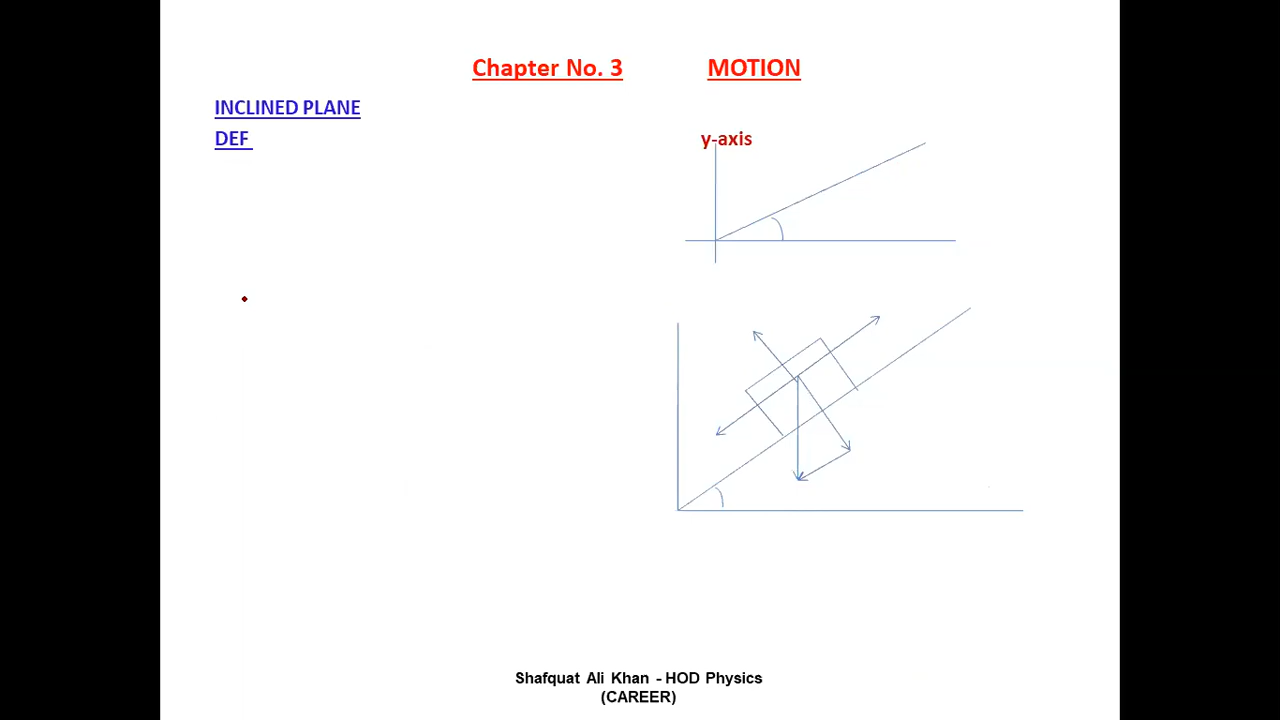 Chapter No. 3 MOTION
INCLINED PLANE
DEF
y-axis
Shafquat Ali Khan - HOD Physics
(CAREER)